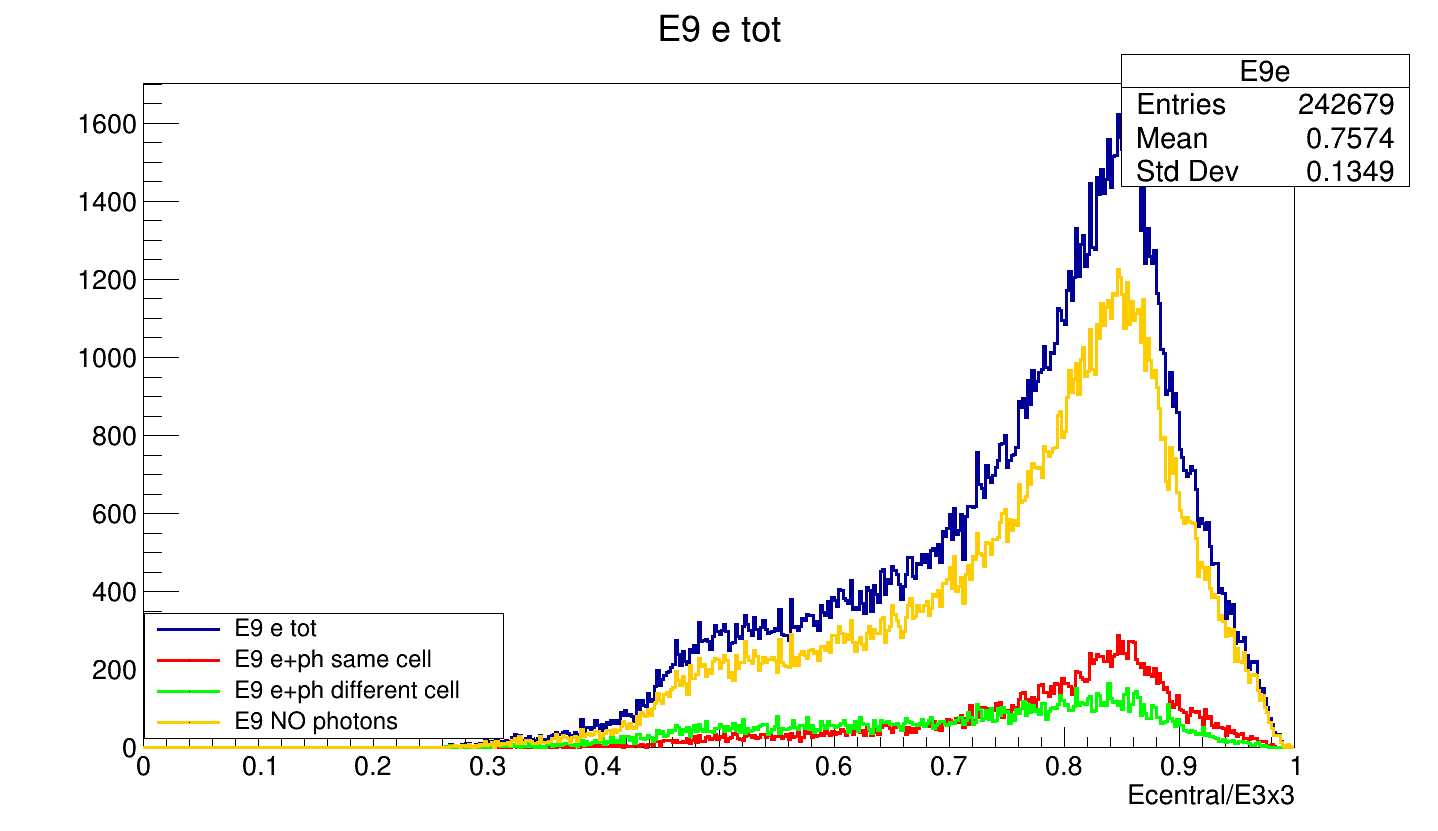 E9 e tot
E9e
Entries 242679
Mean 0.7574
Std Dev 0.1349
1600
1400
1200
1000
800
600
400
200
0
E9 e tot
E9 e+ph same cell
E9 e+ph different cell
E9 NO photons
0 0.1 0.2 0.3 0.4 0.5 0.6 0.7 0.8 0.9 1
Ecentral/E3x3